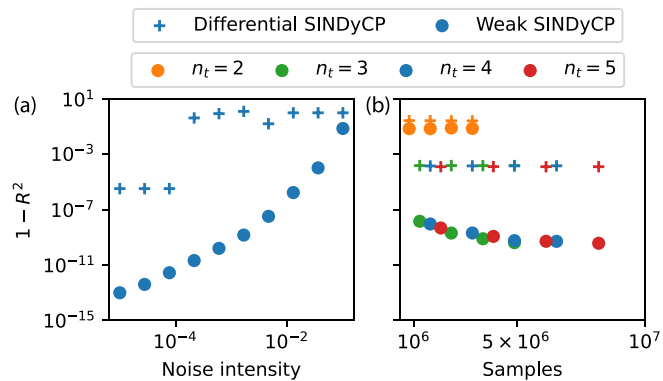 Differential SINDyCP Weak SINDyCP
n_t = 2 n_t = 3 n_t = 4 n_t = 5
(a) (b)
10^1
10^−3
10^−7
10^−11
10^−15
1 − R^2
10^−4 10^−2 10^6 5 × 10^6 10^7
Noise intensity Samples